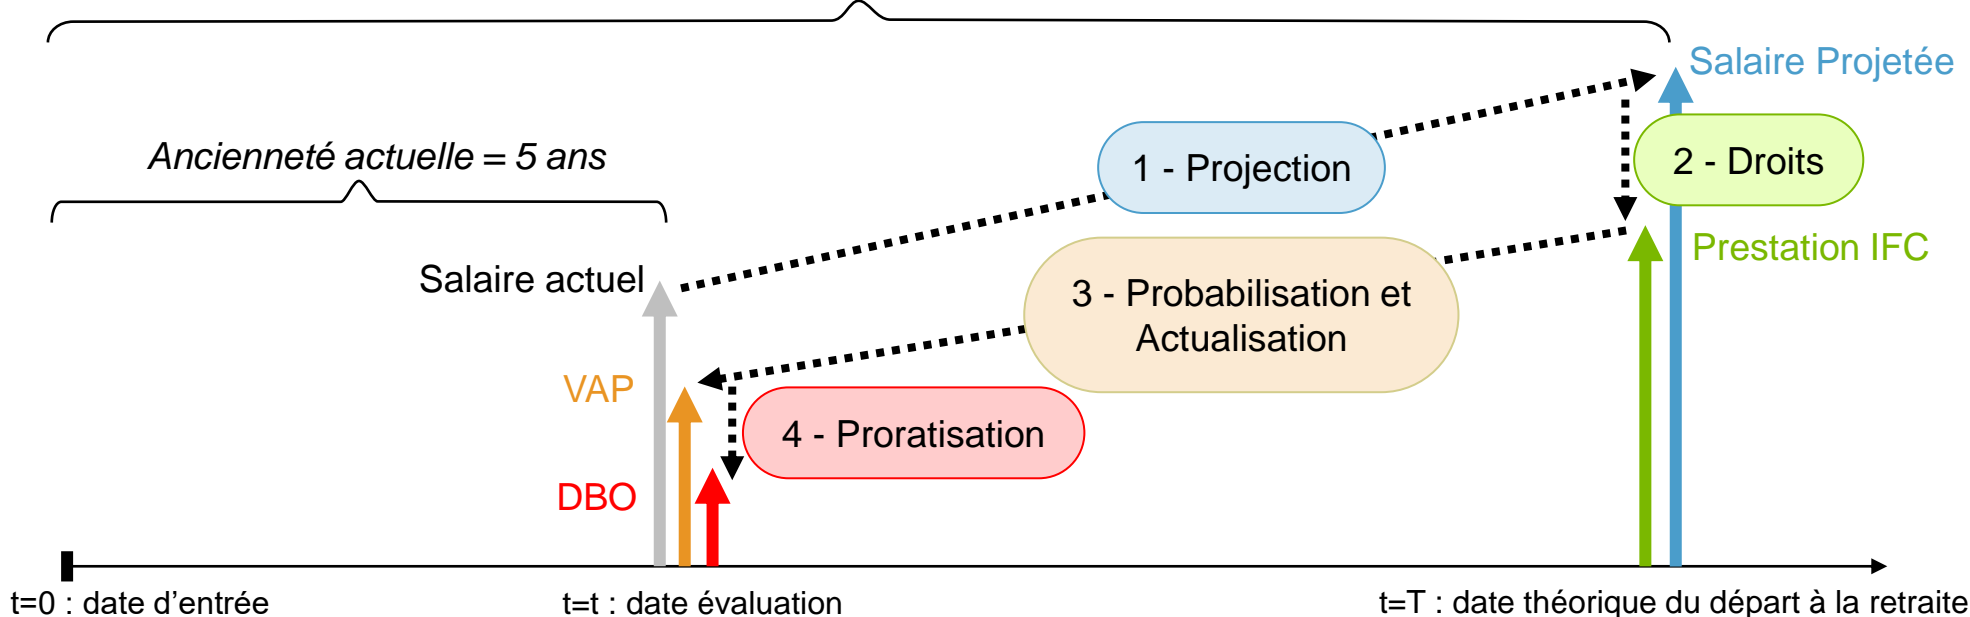 Salaire Projetée
Ancienneté actuelle = 5 ans
1 - Projection
2 - Droits
Prestation IFC
Salaire actuel
3 - Probabilisation et
Actualisation
VAP
4 - Proratisation
DBO
t=0 : date d’entrée
t=t : date évaluation
t=T : date théorique du départ à la retraite